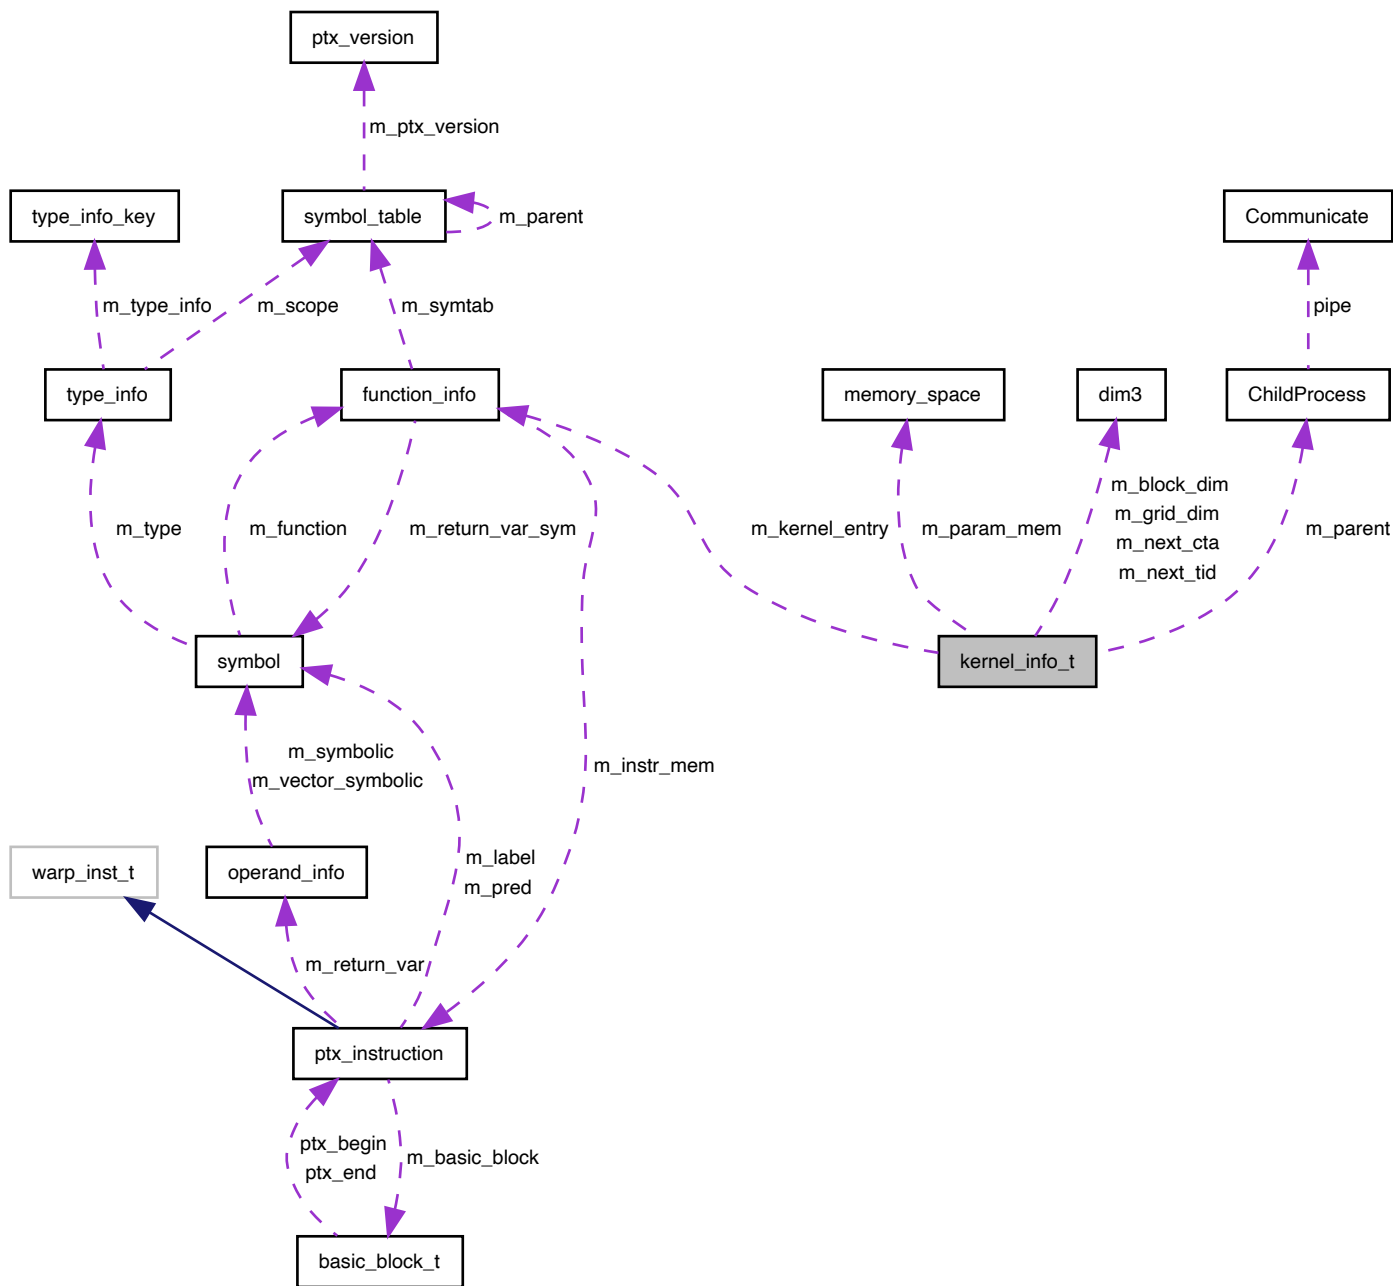 ptx_version
m_ptx_version
type_info_key
symbol_table
m_parent
Communicate
m_type_info
m_scope
m_symtab
pipe
type_info
function_info
memory_space
dim3
ChildProcess
m_type
m_function
m_return_var_sym
m_kernel_entry
m_param_mem
m_block_dim
m_grid_dim
m_next_cta
m_next_tid
m_parent
symbol
kernel_info_t
m_symbolic
m_vector_symbolic
m_instr_mem
warp_inst_t
operand_info
m_label
m_pred
m_return_var
ptx_instruction
ptx_begin
ptx_end
m_basic_block
basic_block_t